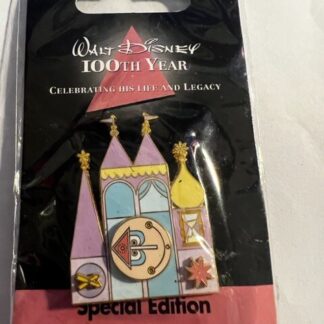 WALT DISNEY
100TH YEAR
CELEBRATING HIS LIFE AND LEGACY
Special Edition